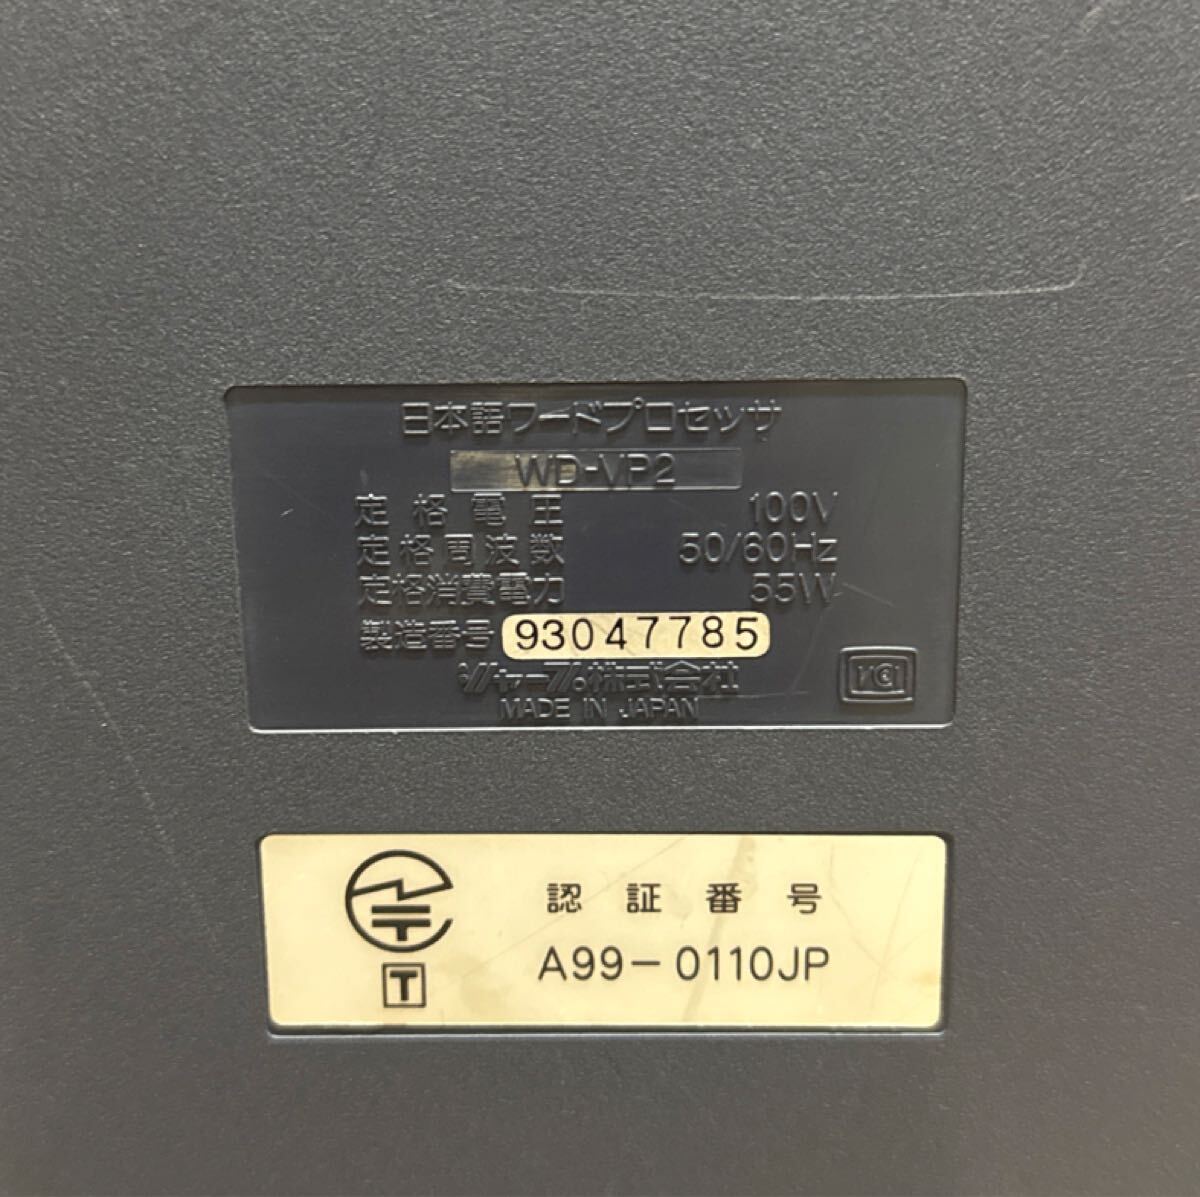 日本語ワードプロセッサ
WD-VP2
定格電圧 100V
定格周波数 50/60Hz
定格消費電力 55W
製造番号 93047785
シャープ株式会社
MADE IN JAPAN
T
認証番号
A99-0110JP